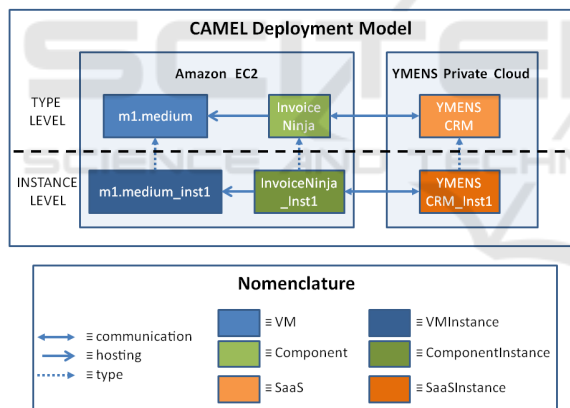 CAMEL Deployment Model
Amazon EC2
YMENS Private Cloud
TYPE
LEVEL
m1.medium
Invoice
Ninja
YMENS
CRM
INSTANCE
LEVEL
m1.medium_inst1
InvoiceNinja
_Inst1
YMENS
CRM_Inst1
Nomenclature
≡ communication
≡ hosting
≡ type
≡ VM
≡ VMInstance
≡ Component
≡ ComponentInstance
≡ SaaS
≡ SaaSInstance